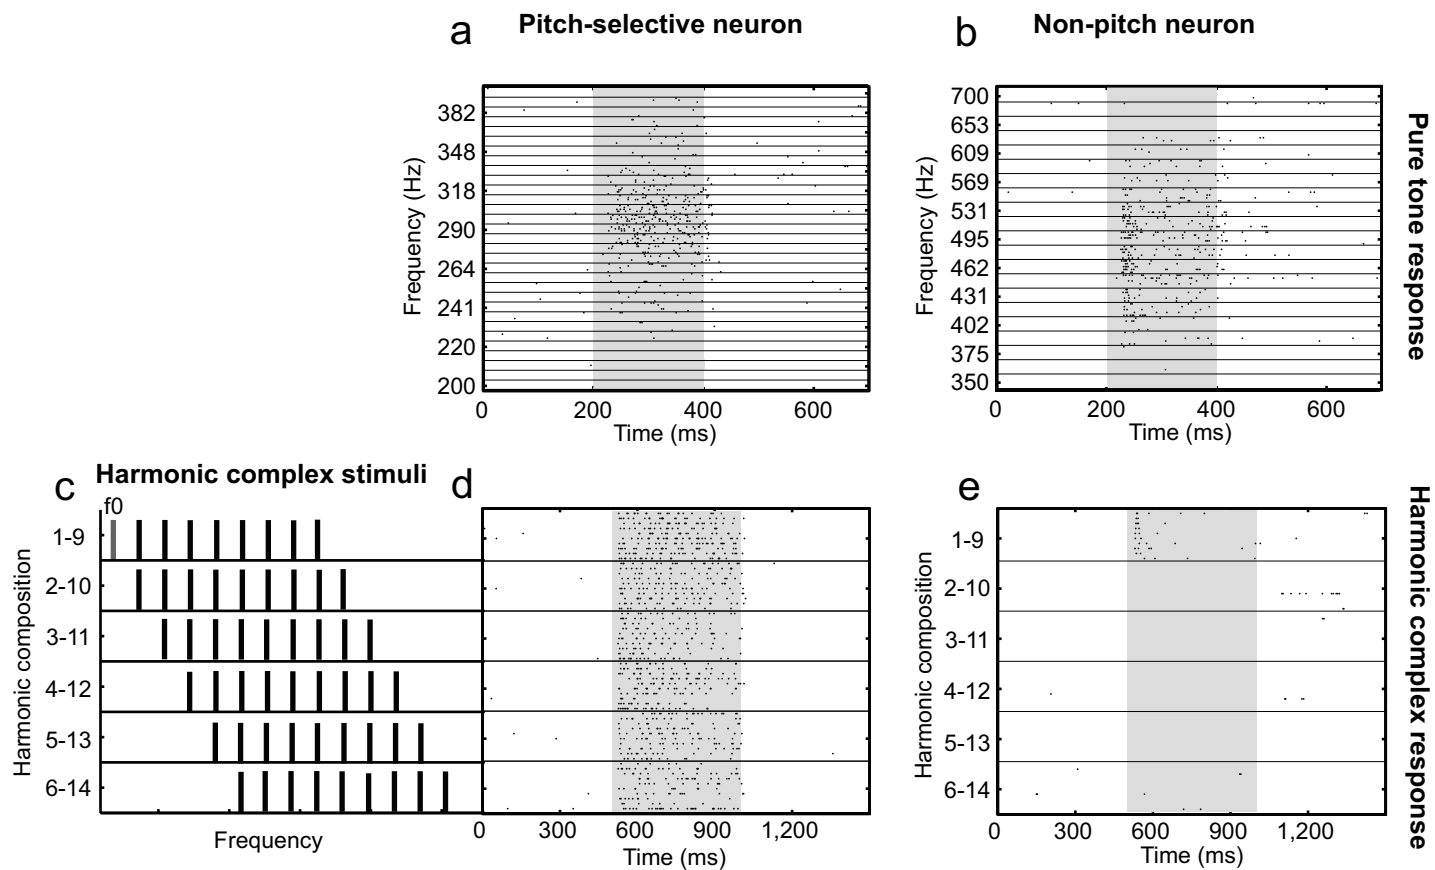 a Pitch-selective neuron
b Non-pitch neuron
382
348
318
290
264
241
220
200
Frequency (Hz)
0 200 400 600
Time (ms)
700
653
609
569
531
495
462
431
402
375
350
Frequency (Hz)
0 200 400 600
Time (ms)
Pure tone response
c Harmonic complex stimuli
f0
1-9
2-10
3-11
4-12
5-13
6-14
Harmonic composition
Frequency
d
0 300 600 900 1,200
Time (ms)
e
1-9
2-10
3-11
4-12
5-13
6-14
Harmonic composition
0 300 600 900 1,200
Time (ms)
Harmonic complex response